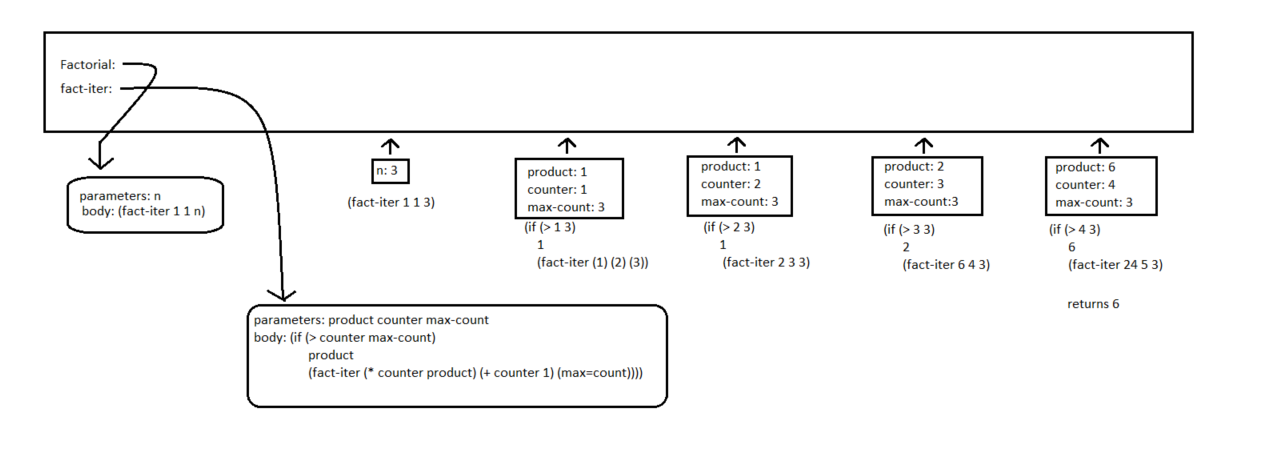 Factorial:
fact-iter:
parameters: n
body: (fact-iter 1 1 n)
n: 3
(fact-iter 1 1 3)
product: 1
counter: 1
max-count: 3
(if (> 1 3)
1
(fact-iter (1) (2) (3))
product: 1
counter: 2
max-count: 3
(if (> 2 3)
1
(fact-iter 2 3 3)
product: 2
counter: 3
max-count:3
(if (> 3 3)
2
(fact-iter 6 4 3)
product: 6
counter: 4
max-count: 3
(if (> 4 3)
6
(fact-iter 24 5 3)
returns 6
parameters: product counter max-count
body: (if (> counter max-count)
product
(fact-iter (* counter product) (+ counter 1) (max=count))))